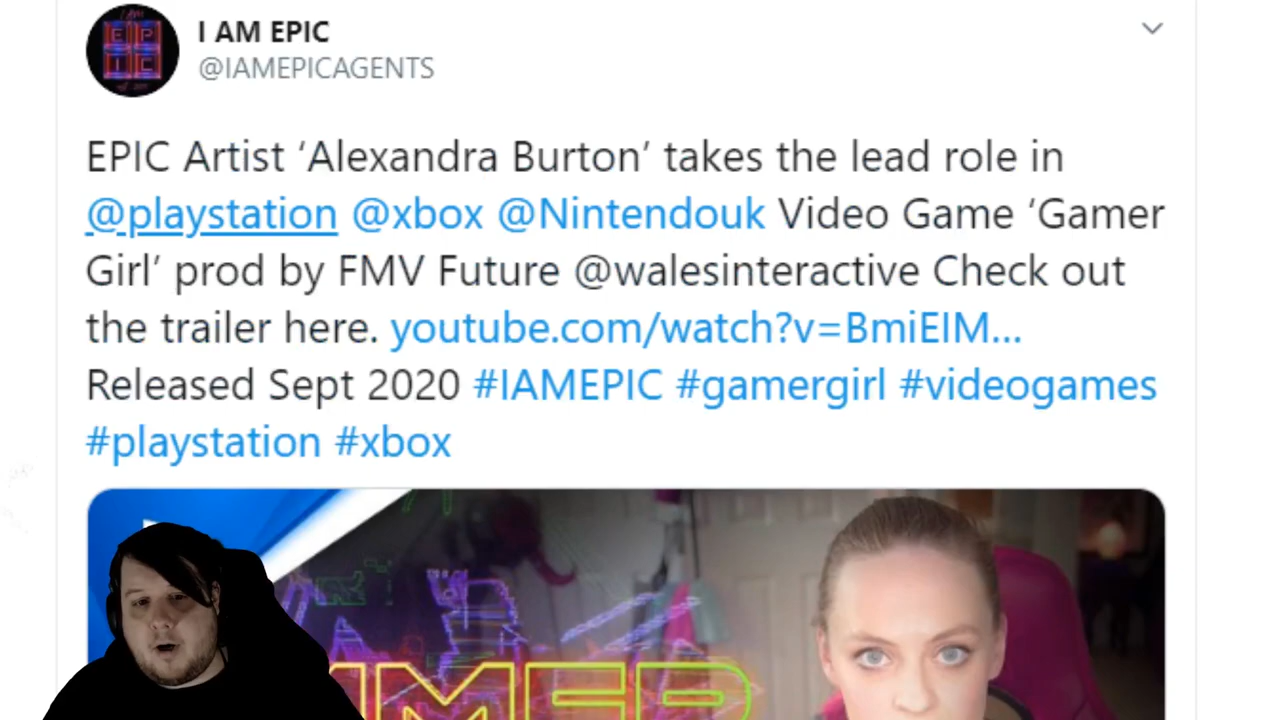 I AM EPIC
@IAMEPICAGENTS
EPIC Artist ‘Alexandra Burton’ takes the lead role in
@playstation @xbox @Nintendouk Video Game ‘Gamer
Girl’ prod by FMV Future @walesinteractive Check out
the trailer here. youtube.com/watch?v=BmiEIM...
Released Sept 2020 #IAMEPIC #gamergirl #videogames
#playstation #xbox
EP
IC